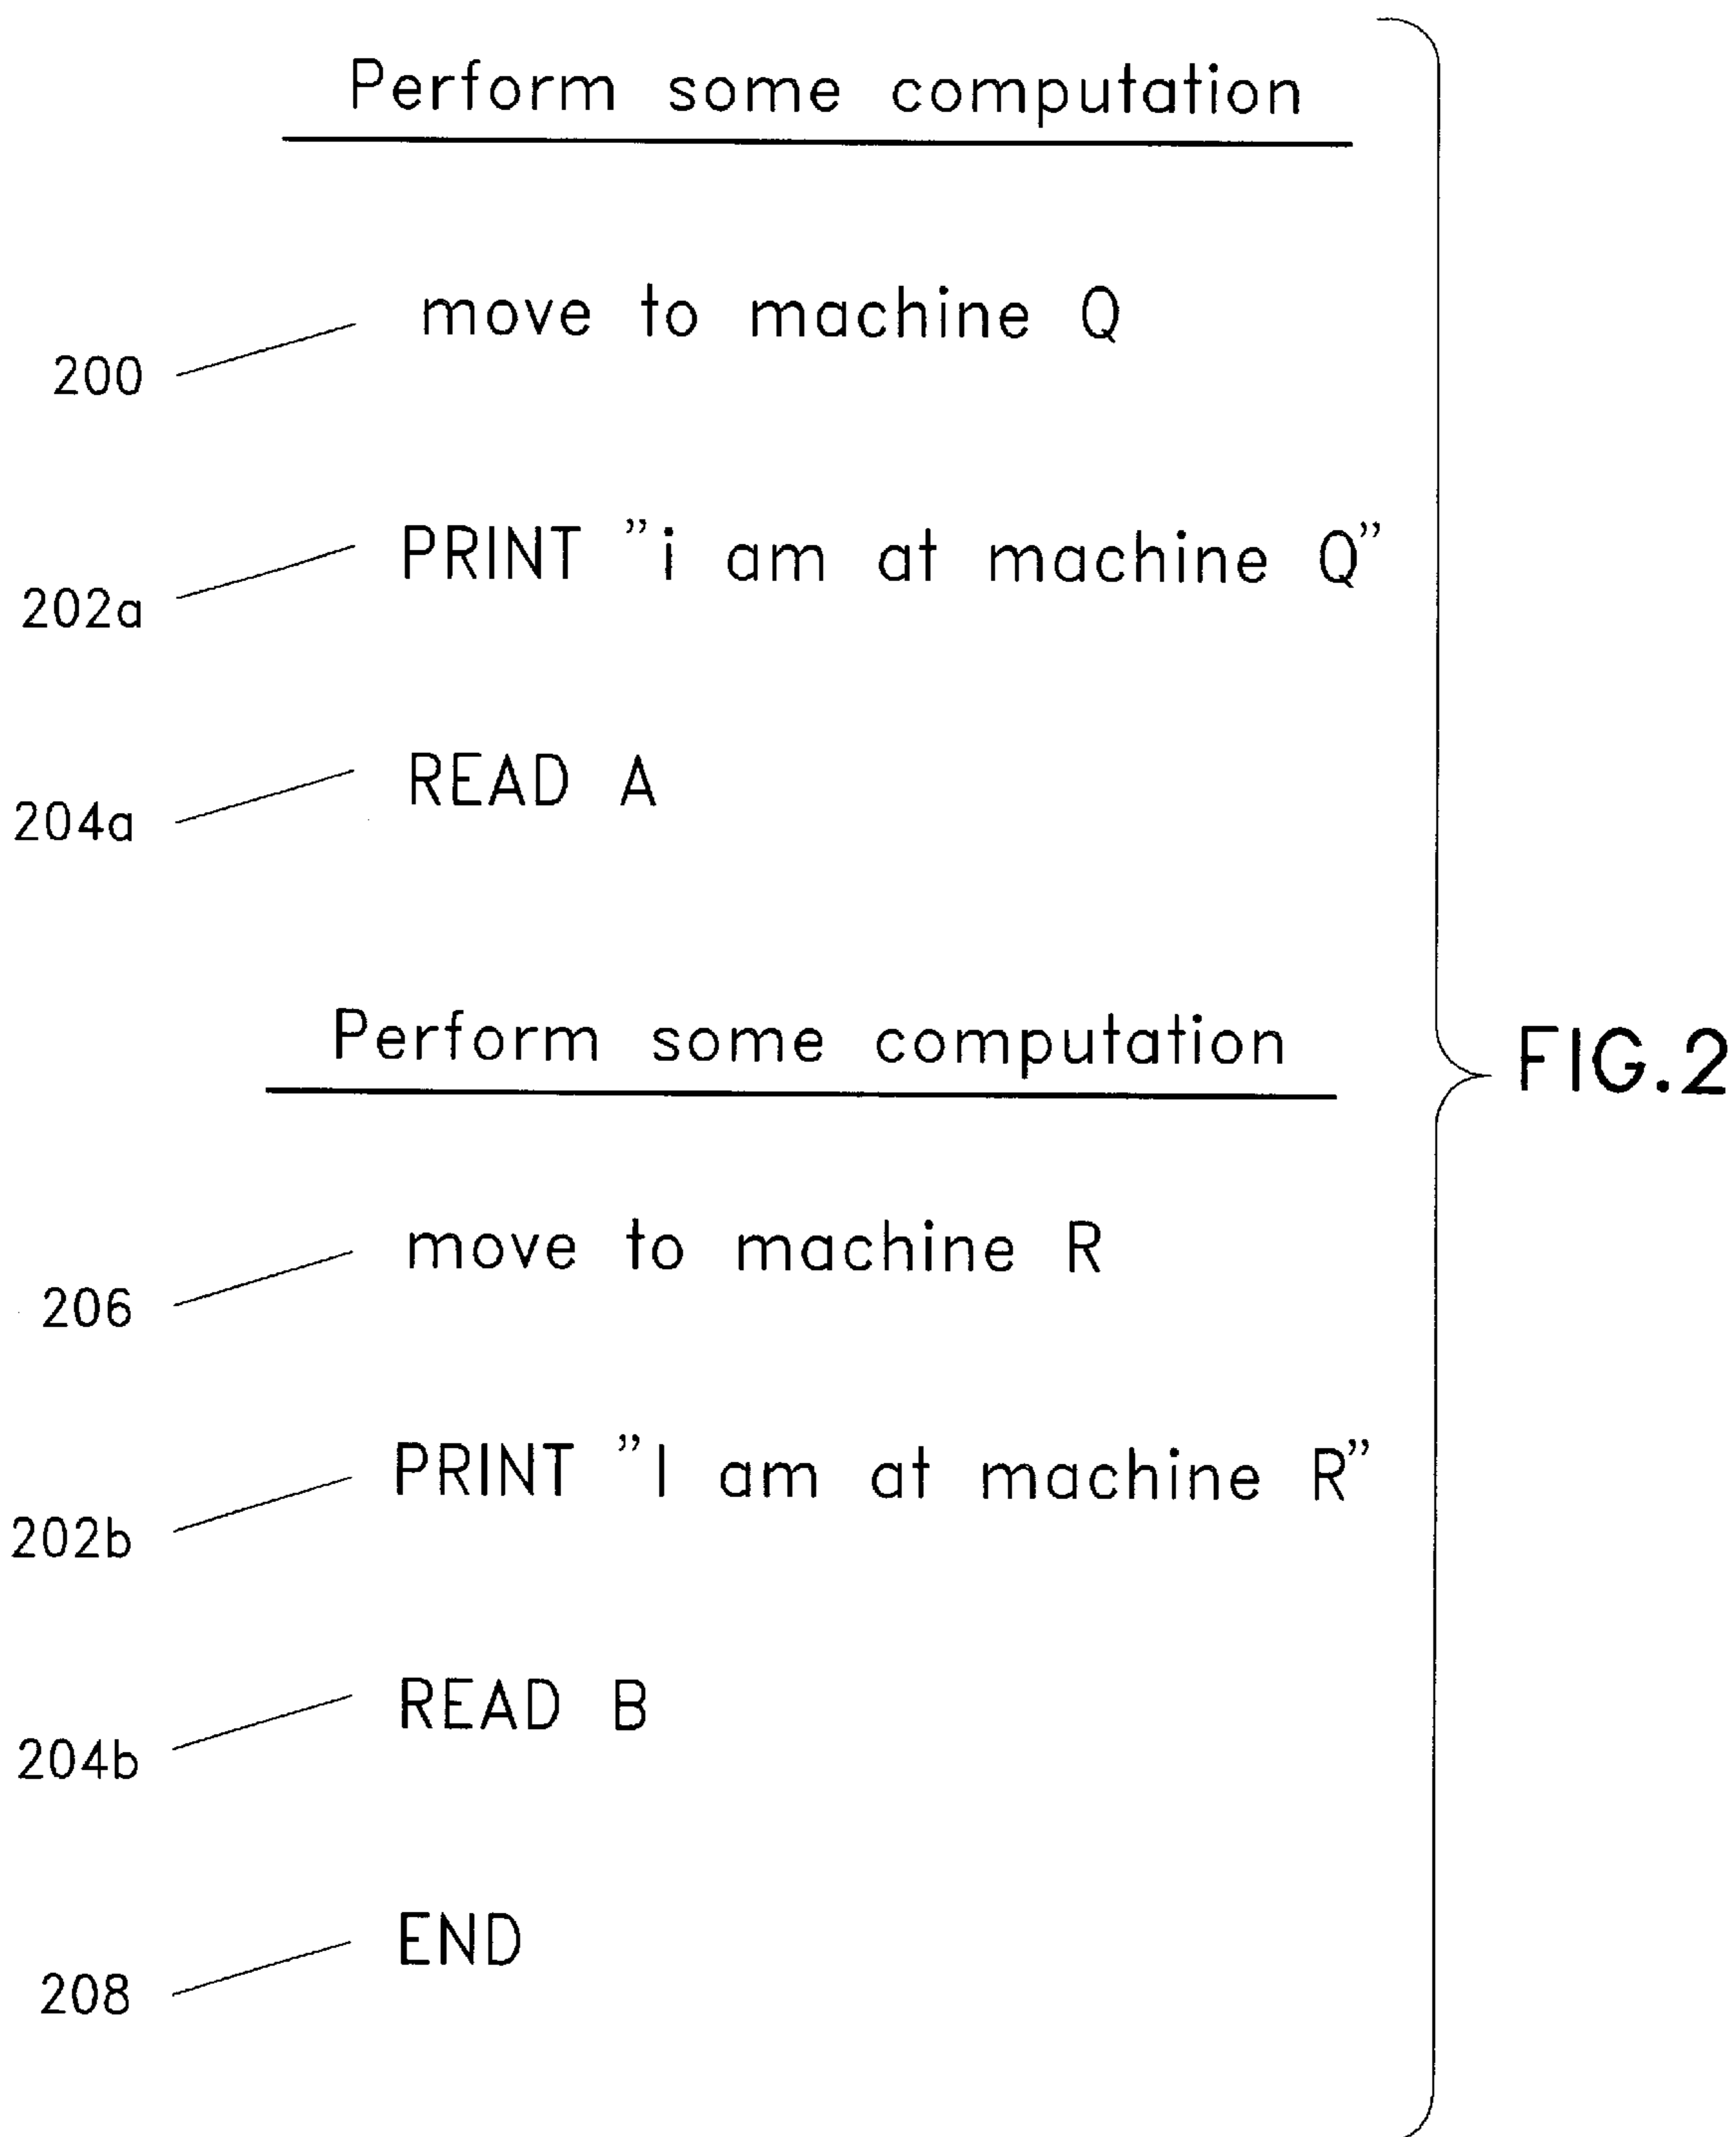 Perform some computation
move to machine Q
200
PRINT ”i am at machine Q”
202a
READ A
204a
Perform some computation
FIG.2
move to machine R
206
PRINT ”I am at machine R”
202b
READ B
204b
END
208